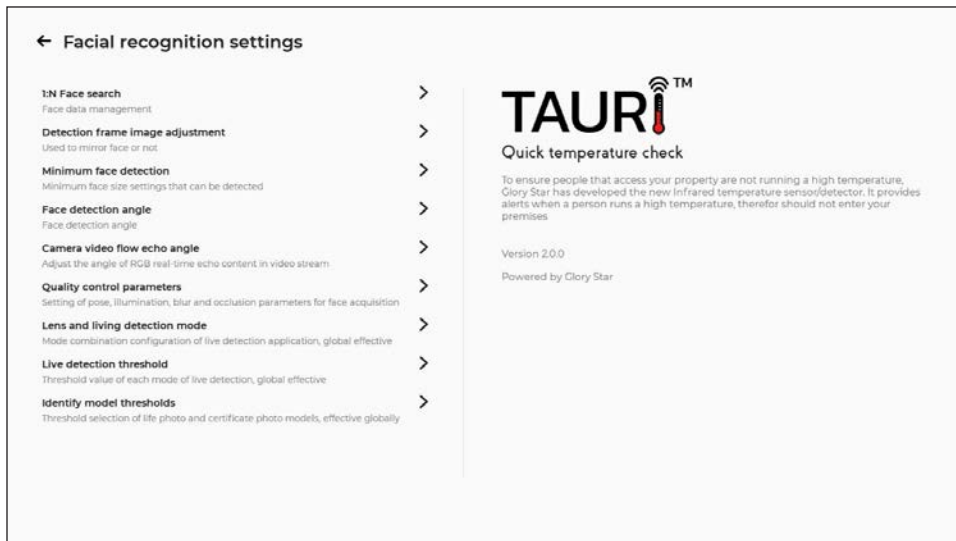 ← Facial recognition settings
1:N Face search
Face data management
Detection frame image adjustment
Used to mirror face or not
Minimum face detection
Minimum face size settings that can be detected
Face detection angle
Face detection angle
Camera video flow echo angle
Adjust the angle of RGB real-time echo content in video stream
Quality control parameters
Setting of pose, illumination, blur and occlusion parameters for face acquisition
Lens and living detection mode
Mode combination configuration of live detection application, global effective
Live detection threshold
Threshold value of each mode of live detection, global effective
Identify model thresholds
Threshold selection of life photo and certificate photo models, effective globally
TAURI™
Quick temperature check
To ensure people that access your property are not running a high temperature,
Glory Star has developed the new Infrared temperature sensor/detector. It provides
alerts when a person runs a high temperature, therefor should not enter your
premises
Version 2.0.0
Powered by Glory Star